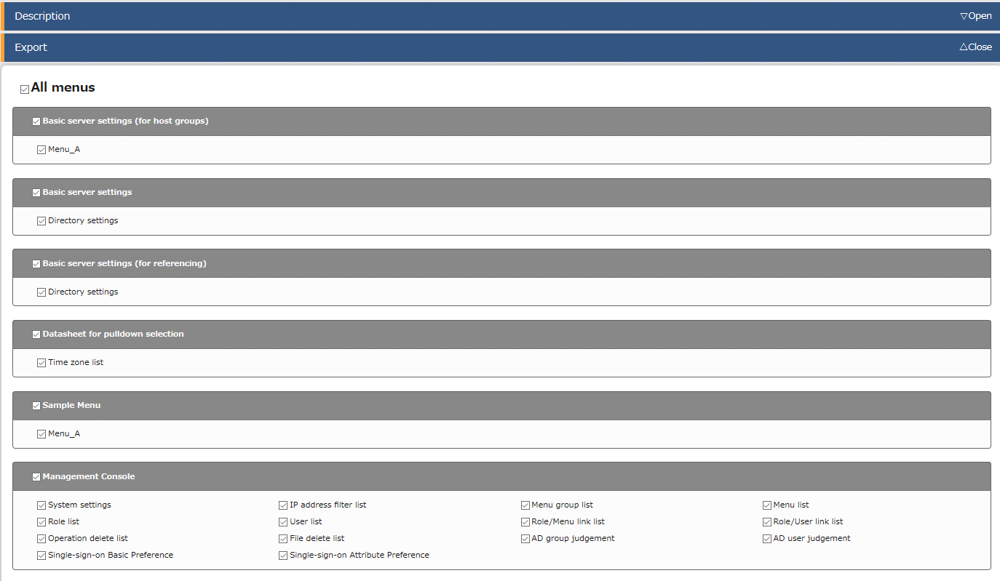 Description ▽Open
Export △Close
All menus
Basic server settings (for host groups)
Menu_A
Basic server settings
Directory settings
Basic server settings (for referencing)
Directory settings
Datasheet for pulldown selection
Time zone list
Sample Menu
Menu_A
Management Console
System settings IP address filter list Menu group list Menu list
Role list User list Role/Menu link list Role/User link list
Operation delete list File delete list AD group judgement AD user judgement
Single-sign-on Basic Preference Single-sign-on Attribute Preference